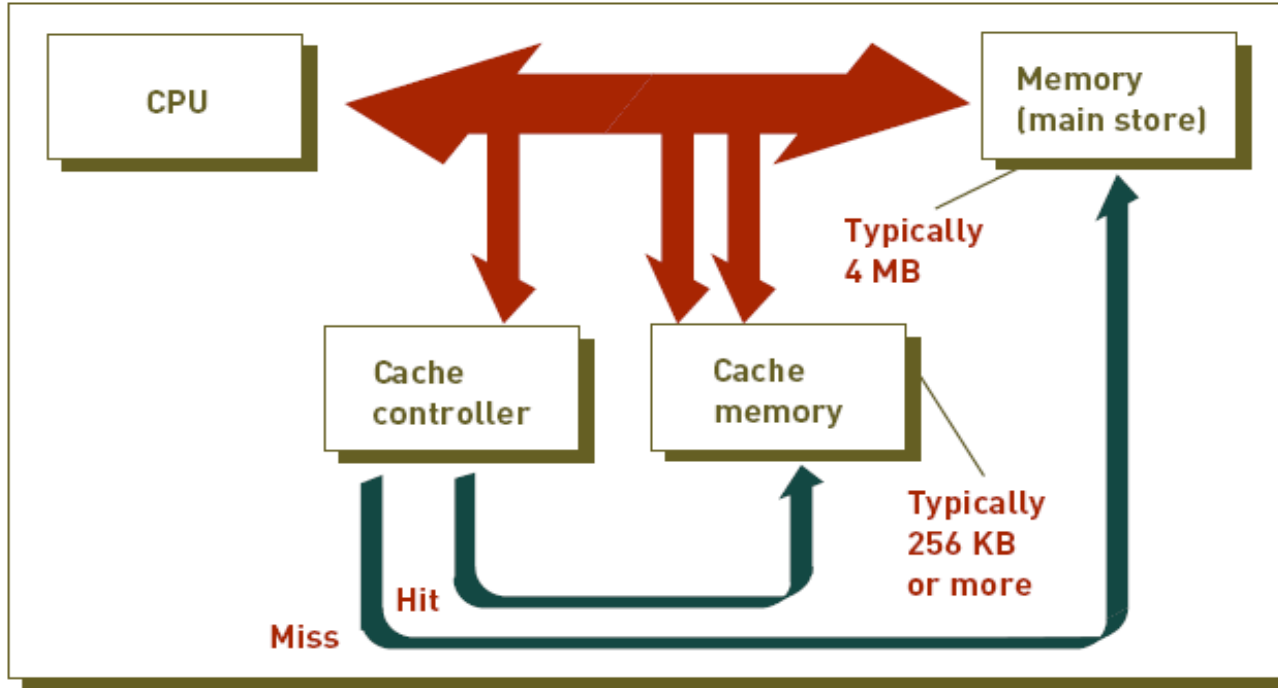 CPU
Memory
(main store)
Typically
4 MB
Cache
controller
Cache
memory
Typically
256 KB
or more
Hit
Miss